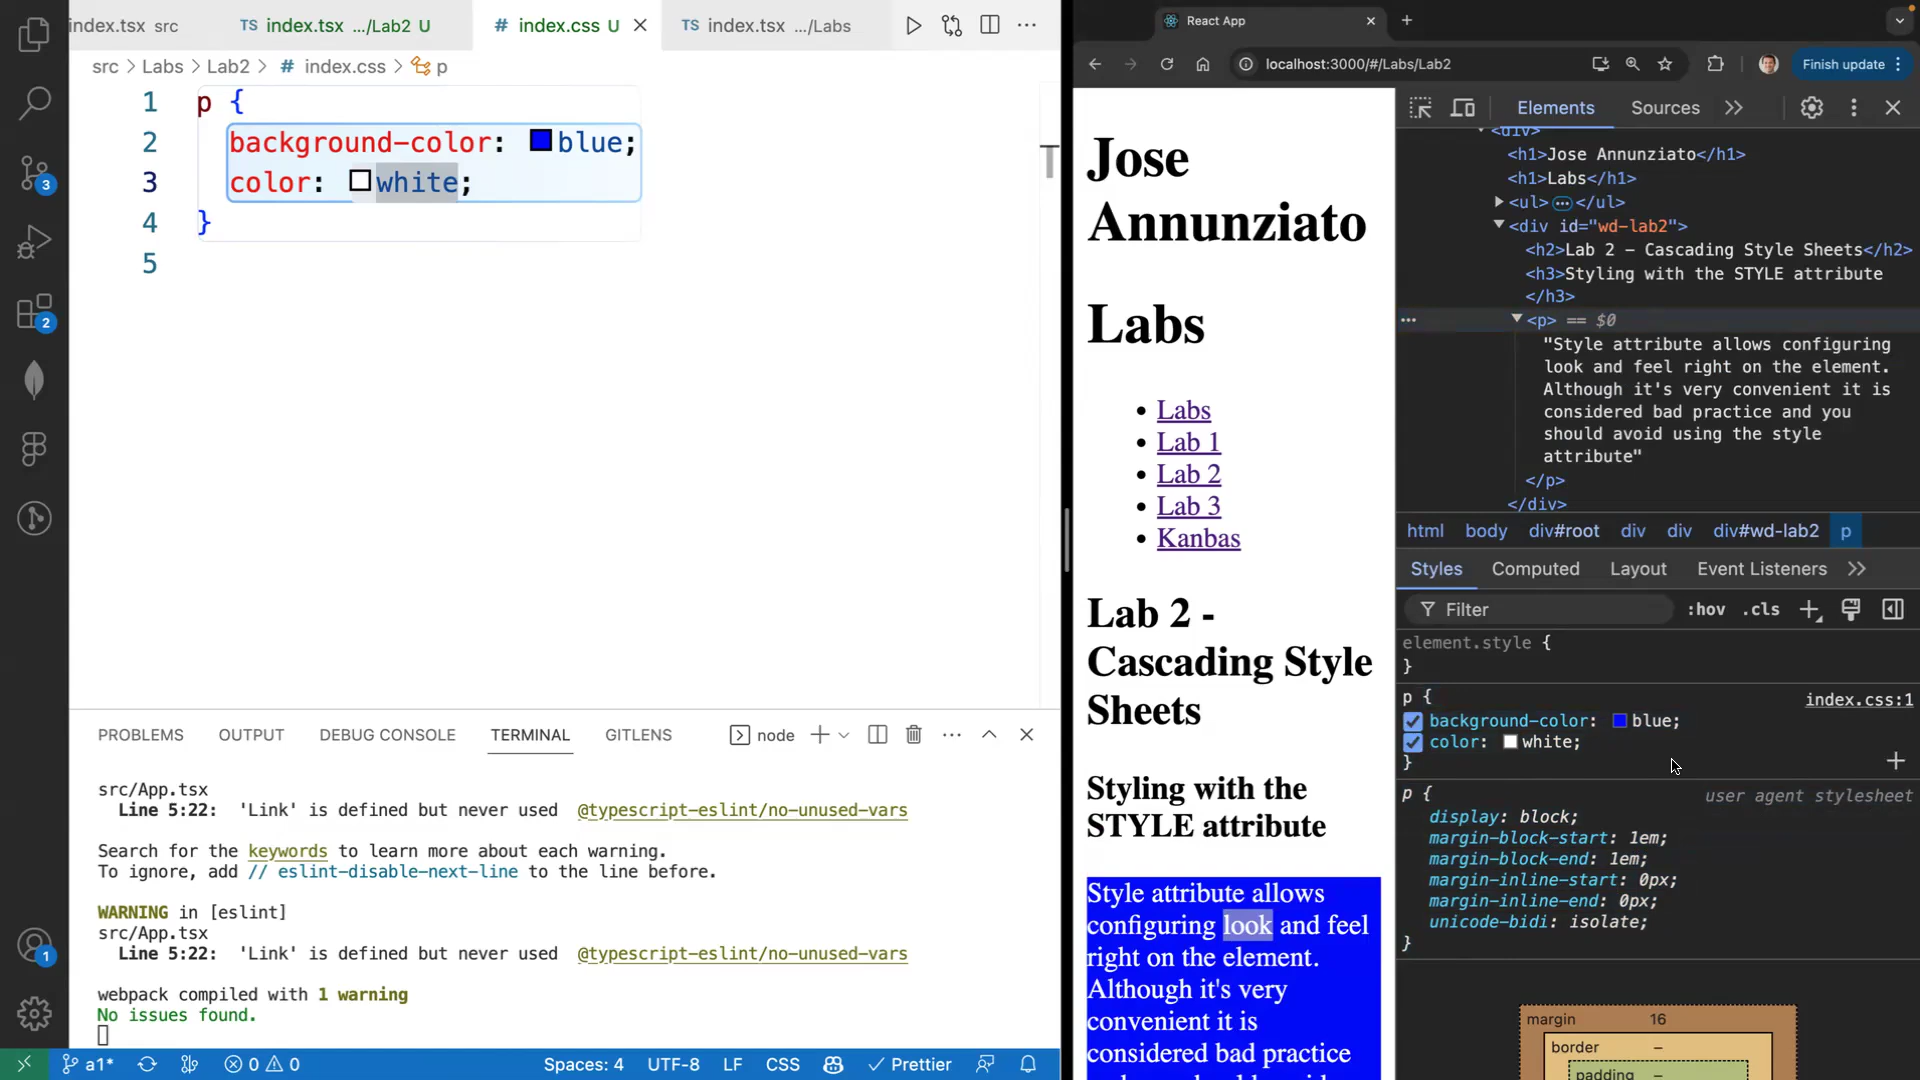 index.tsx src
TS index.tsx .../Lab2 U
# index.css U
TS index.tsx .../Labs
src > Labs > Lab2 > # index.css > p
1 p {
2 background-color: blue;
3 color: white;
4 }
5
3
2
1
PROBLEMS OUTPUT DEBUG CONSOLE TERMINAL GITLENS node
src/App.tsx
Line 5:22: 'Link' is defined but never used @typescript-eslint/no-unused-vars
Search for the keywords to learn more about each warning.
To ignore, add // eslint-disable-next-line to the line before.
WARNING in [eslint]
src/App.tsx
Line 5:22: 'Link' is defined but never used @typescript-eslint/no-unused-vars
webpack compiled with 1 warning
No issues found.
a1* 0 0 Spaces: 4 UTF-8 LF CSS Prettier
React App
localhost:3000/#/Labs/Lab2
Finish update
Jose
Annunziato
Labs
• Labs
• Lab 1
• Lab 2
• Lab 3
• Kanbas
Lab 2 -
Cascading Style
Sheets
Styling with the
STYLE attribute
Style attribute allows
configuring look and feel
right on the element.
Although it's very
convenient it is
considered bad practice
Elements Sources
<div>
<h1>Jose Annunziato</h1>
<h1>Labs</h1>
<ul>…</ul>
<div id="wd-lab2">
<h2>Lab 2 – Cascading Style Sheets</h2>
<h3>Styling with the STYLE attribute
</h3>
<p> == $0
"Style attribute allows configuring
look and feel right on the element.
Although it's very convenient it is
considered bad practice and you
should avoid using the style
attribute"
</p>
</div>
html body div#root div div div#wd-lab2 p
Styles Computed Layout Event Listeners
Filter :hov .cls
element.style {
}
p { index.css:1
background-color: blue;
color: white;
}
p { user agent stylesheet
display: block;
margin-block-start: 1em;
margin-block-end: 1em;
margin-inline-start: 0px;
margin-inline-end: 0px;
unicode-bidi: isolate;
}
margin 16
border –
padding –